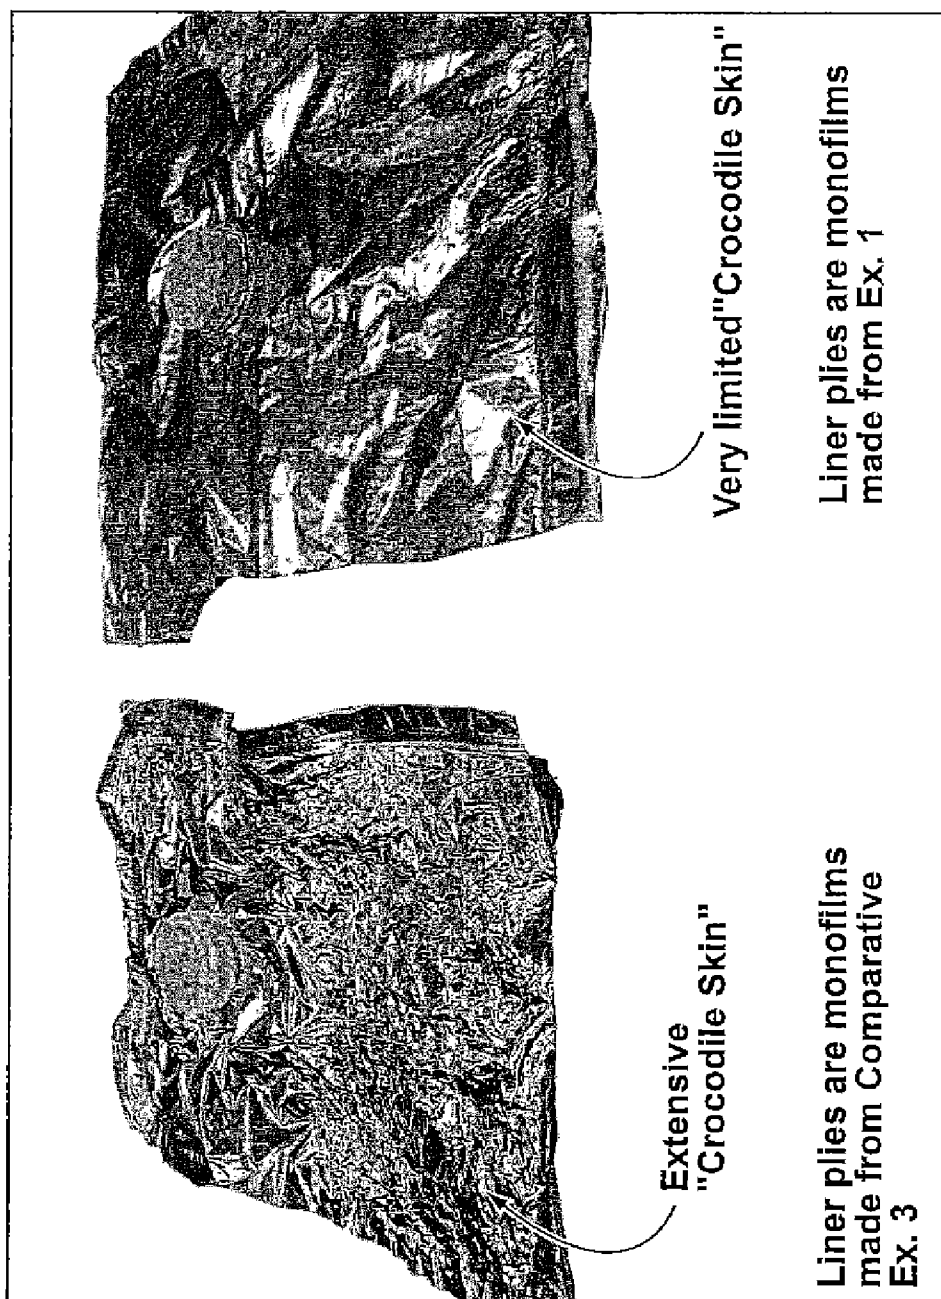 Extensive
"Crocodile Skin"
Liner plies are monofilms
made from Comparative
Ex. 3
Very limited"Crocodile Skin"
Liner plies are monofilms
made from Ex. 1